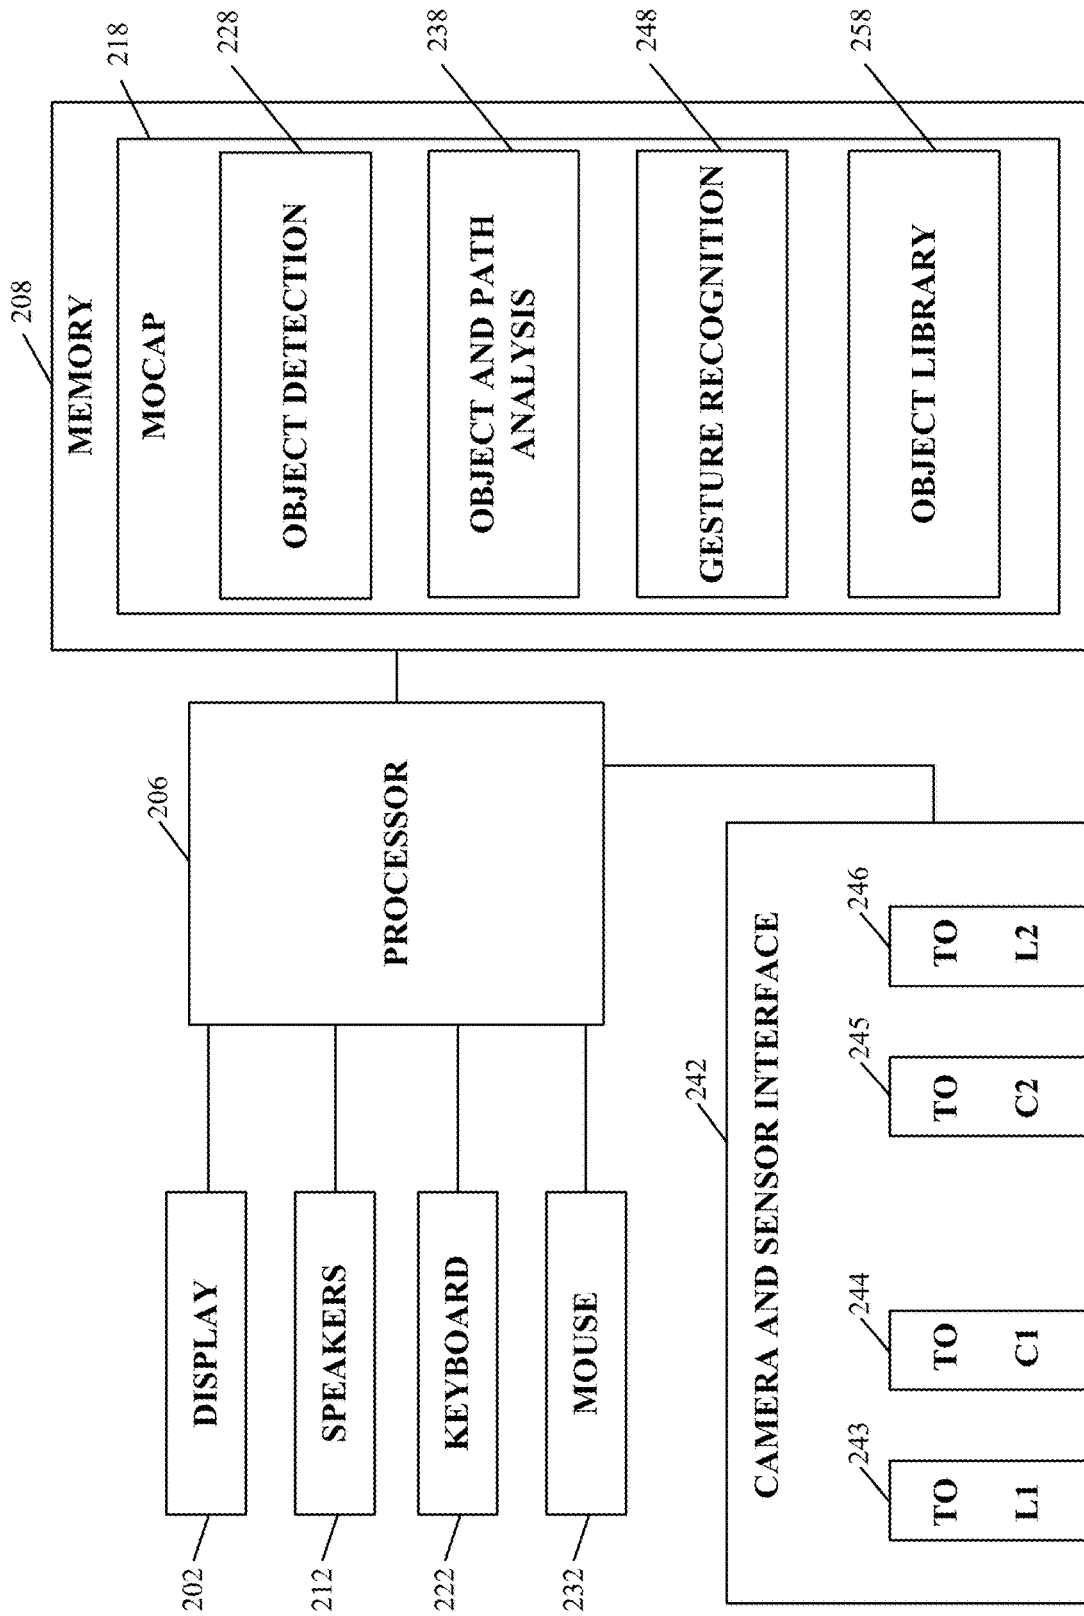 202
DISPLAY
212
SPEAKERS
222
KEYBOARD
232
MOUSE
206
PROCESSOR
208
MEMORY
218
MOCAP
228
OBJECT DETECTION
238
OBJECT AND PATH
ANALYSIS
248
GESTURE RECOGNITION
258
OBJECT LIBRARY
242
CAMERA AND SENSOR INTERFACE
243
TO
L1
244
TO
C1
245
TO
C2
246
TO
L2